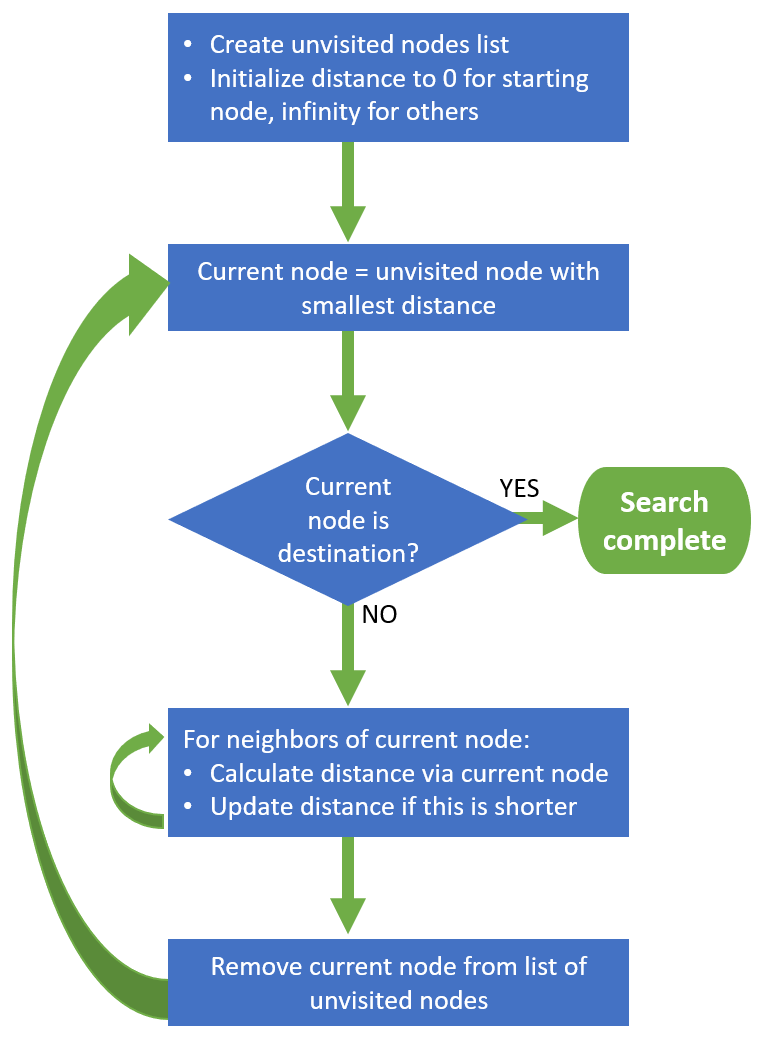 • Create unvisited nodes list
• Initialize distance to 0 for starting
node, infinity for others
Current node = unvisited node with
smallest distance
Current
node is
destination?
YES
Search
complete
NO
For neighbors of current node:
• Calculate distance via current node
• Update distance if this is shorter
Remove current node from list of
unvisited nodes